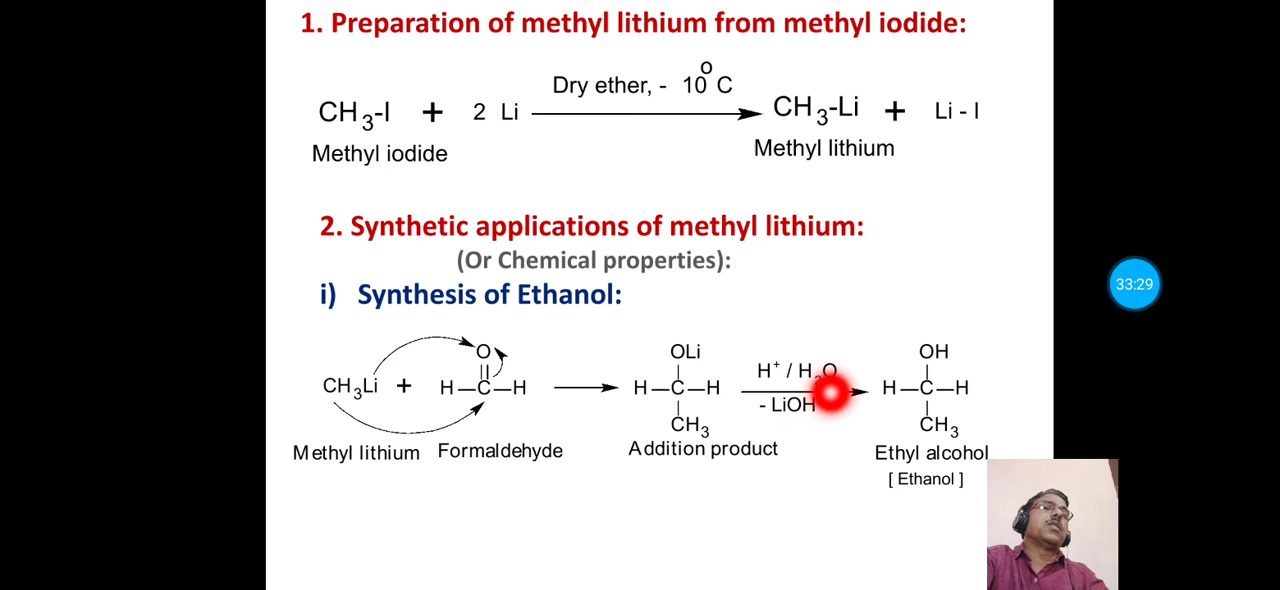 1. Preparation of methyl lithium from methyl iodide:
Dry ether, - 10 O C
CH3-I + 2 Li CH3-Li + Li - I
Methyl iodide Methyl lithium
2. Synthetic applications of methyl lithium:
(Or Chemical properties):
i) Synthesis of Ethanol:
33:29
O OLi OH
H+ / H2O
CH3Li + H—C—H H—C—H H—C—H
- LiOH
CH3 CH3
Methyl lithium Formaldehyde Addition product Ethyl alcohol
[ Ethanol ]